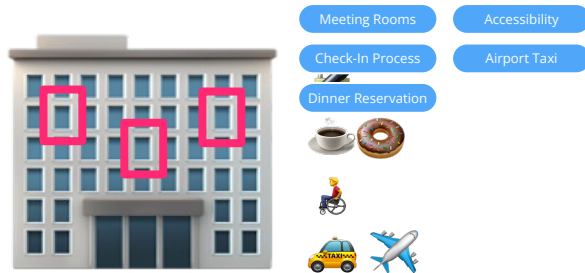 Meeting Rooms
Accessibility
Check-In Process
Airport Taxi
Dinner Reservation
TAXI